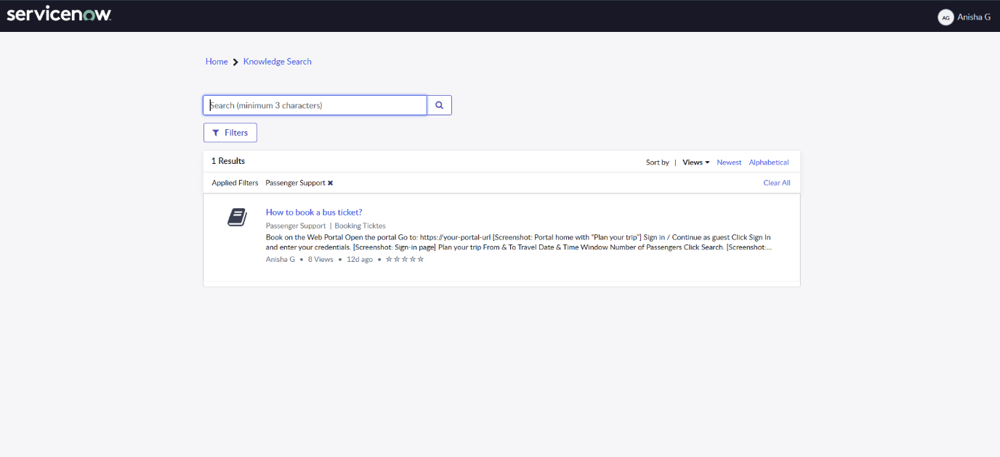 servicenow
AG Anisha G
Home > Knowledge Search
Search (minimum 3 characters)
Filters
1 Results
Sort by | Views Newest Alphabetical
Applied Filters Passenger Support ✖
Clear All
How to book a bus ticket?
Passenger Support | Booking Ticktes
Book on the Web Portal Open the portal Go to: https://your-portal-url [Screenshot: Portal home with “Plan your trip”] Sign in / Continue as guest Click Sign In
and enter your credentials. [Screenshot: Sign-in page] Plan your trip From & To Travel Date & Time Window Number of Passengers Click Search. [Screenshot:...
Anisha G • 8 Views • 12d ago • ☆☆☆☆☆